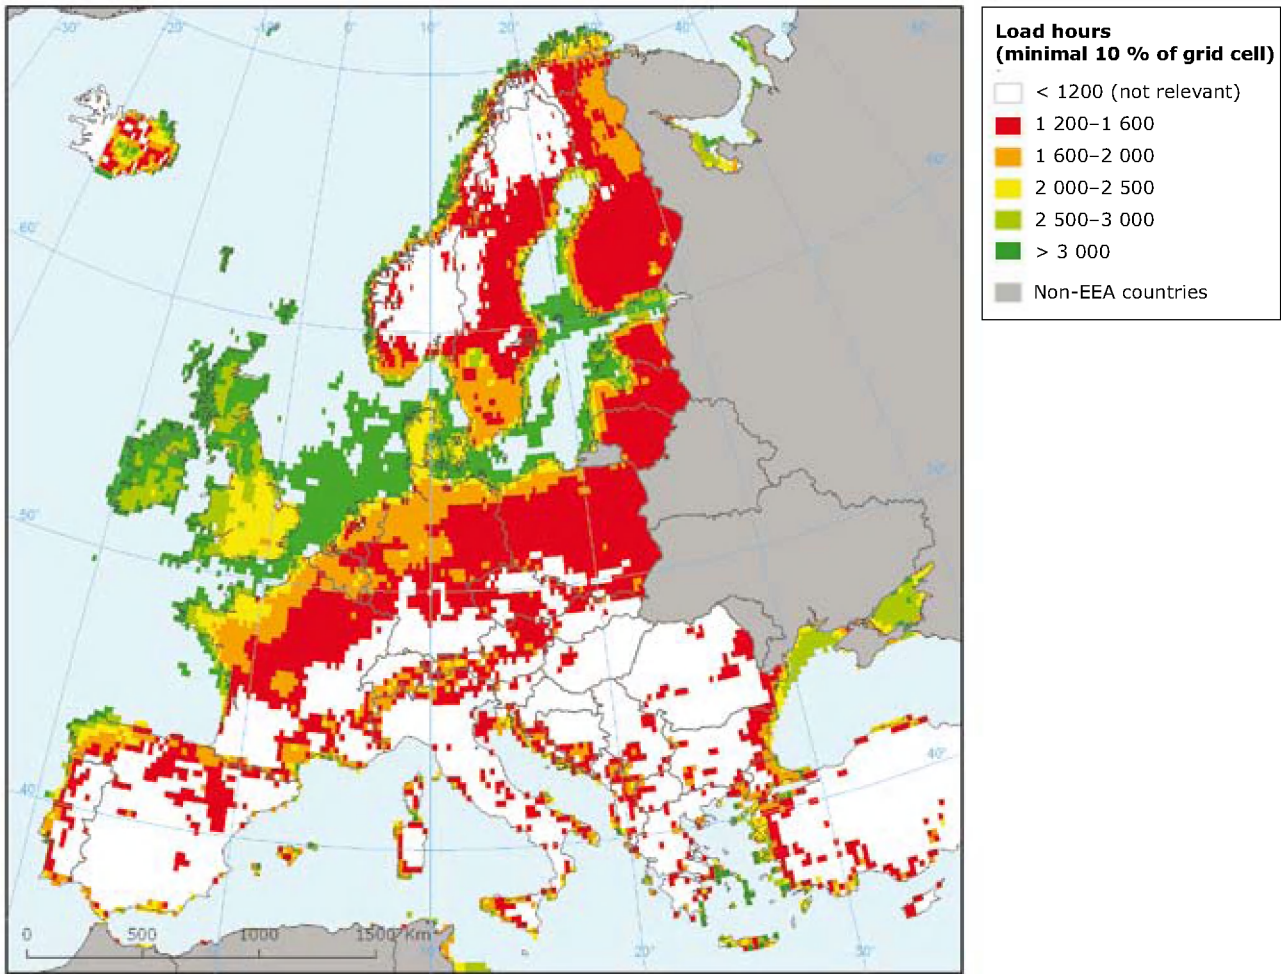 -30°
-20°
0°
10°
20°
30°
40°
50°
60°
60°
50°
50°
40°
40°
0 500 1000 1500 Km
10°
20°
30°
Load hours
(minimal 10 % of grid cell)
< 1200 (not relevant)
1 200–1 600
1 600–2 000
2 000–2 500
2 500–3 000
> 3 000
Non-EEA countries